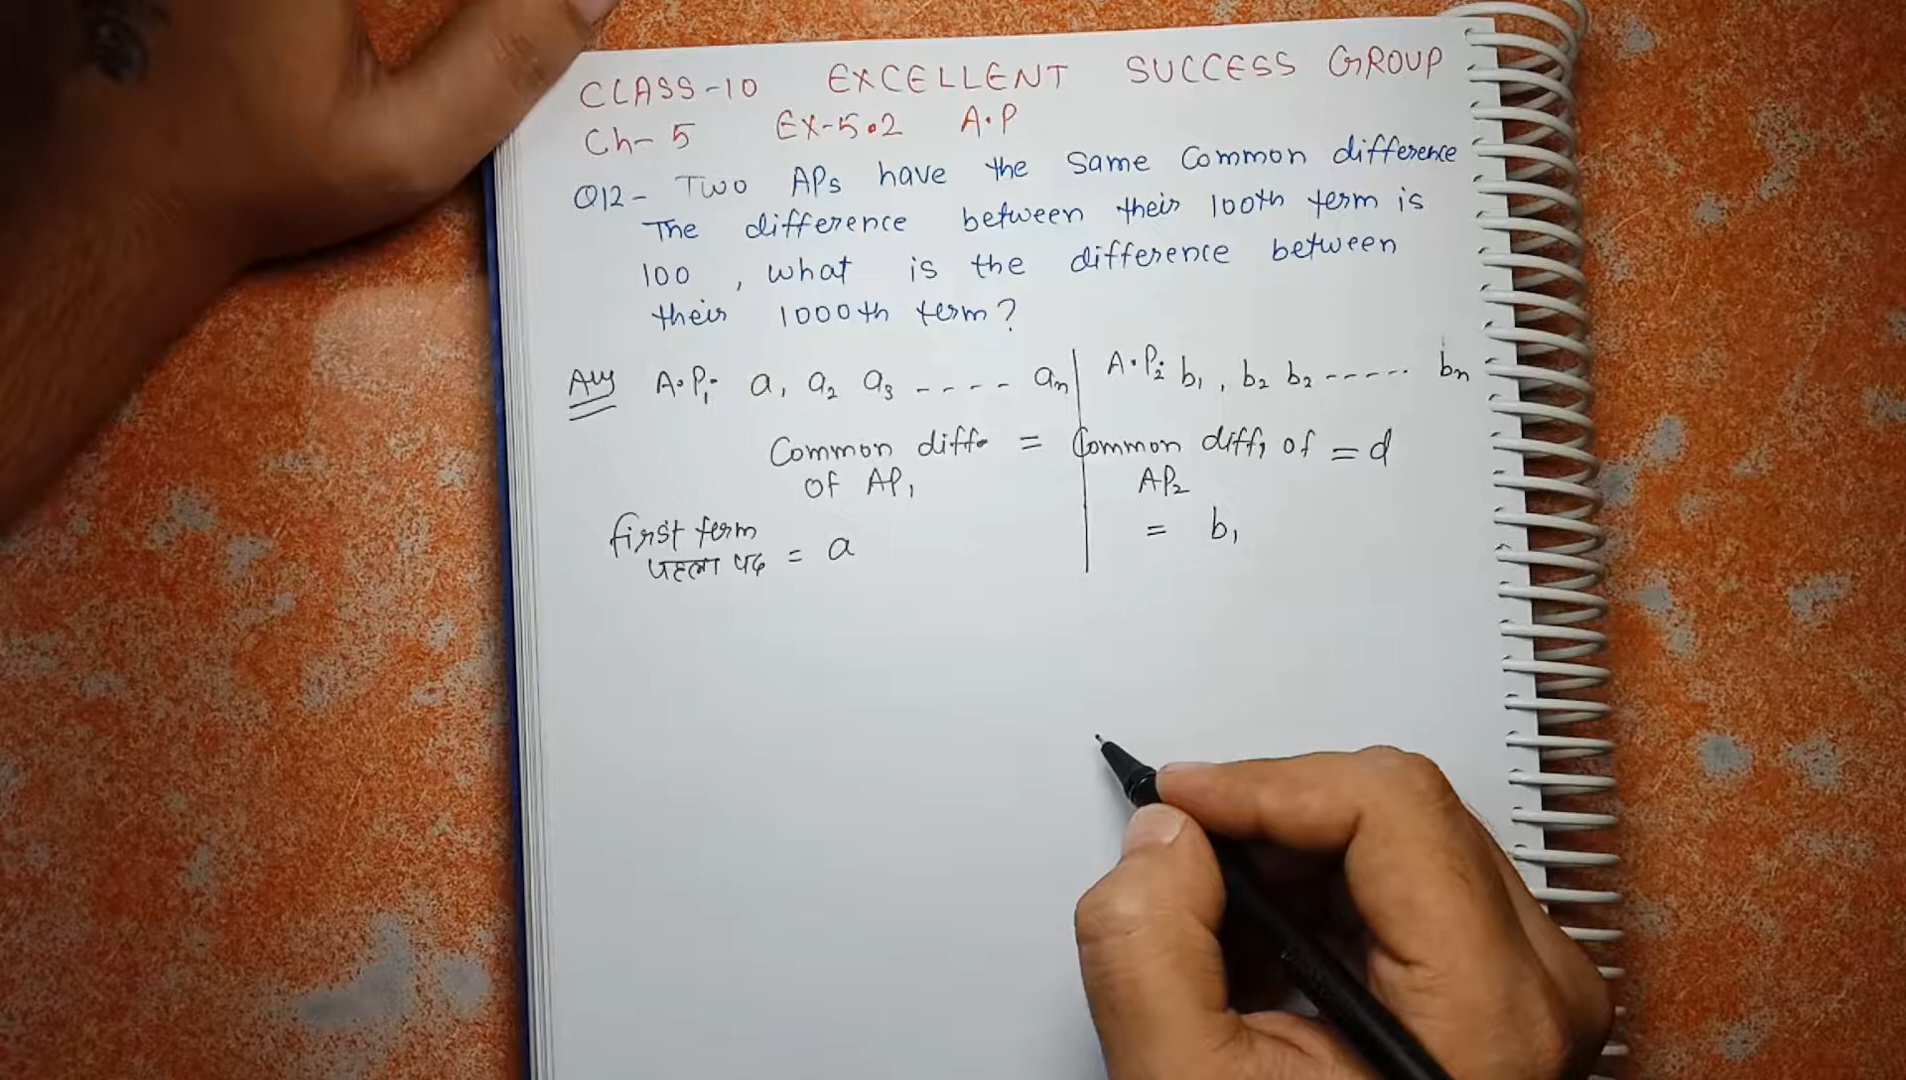 CLASS-10 EXCELLENT SUCCESS GROUP
Ch-5 EX-5.2 A.P
Q12- TWO APs have the Same Common difference
The difference between their 100th term is
100 , what is the difference between
their 1000th term?
Ans A.P₁:- a, a₂ a₃ ---- aₙ | A.P₂: b₁, b₂ b₂ ----- bₙ
Common diff. = Common diff, of = d
of AP₁ AP₂
first term
पहला पद = a = b₁